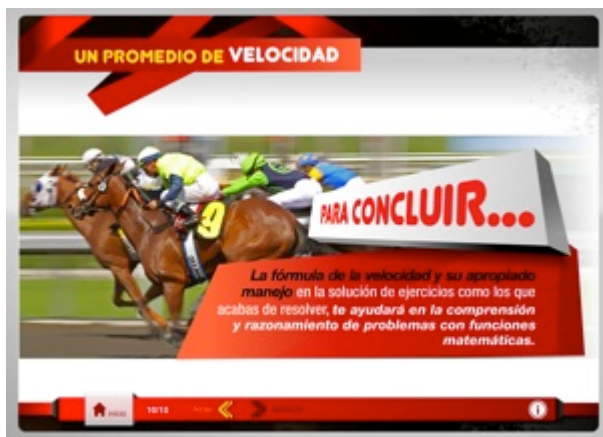 UN PROMEDIO DE VELOCIDAD
9
PARA CONCLUIR...
La fórmula de la velocidad y su apropiado
manejo en la solución de ejercicios como los que
acabas de resolver, te ayudará en la comprensión
y razonamiento de problemas con funciones
matemáticas.
Inicio 10/10